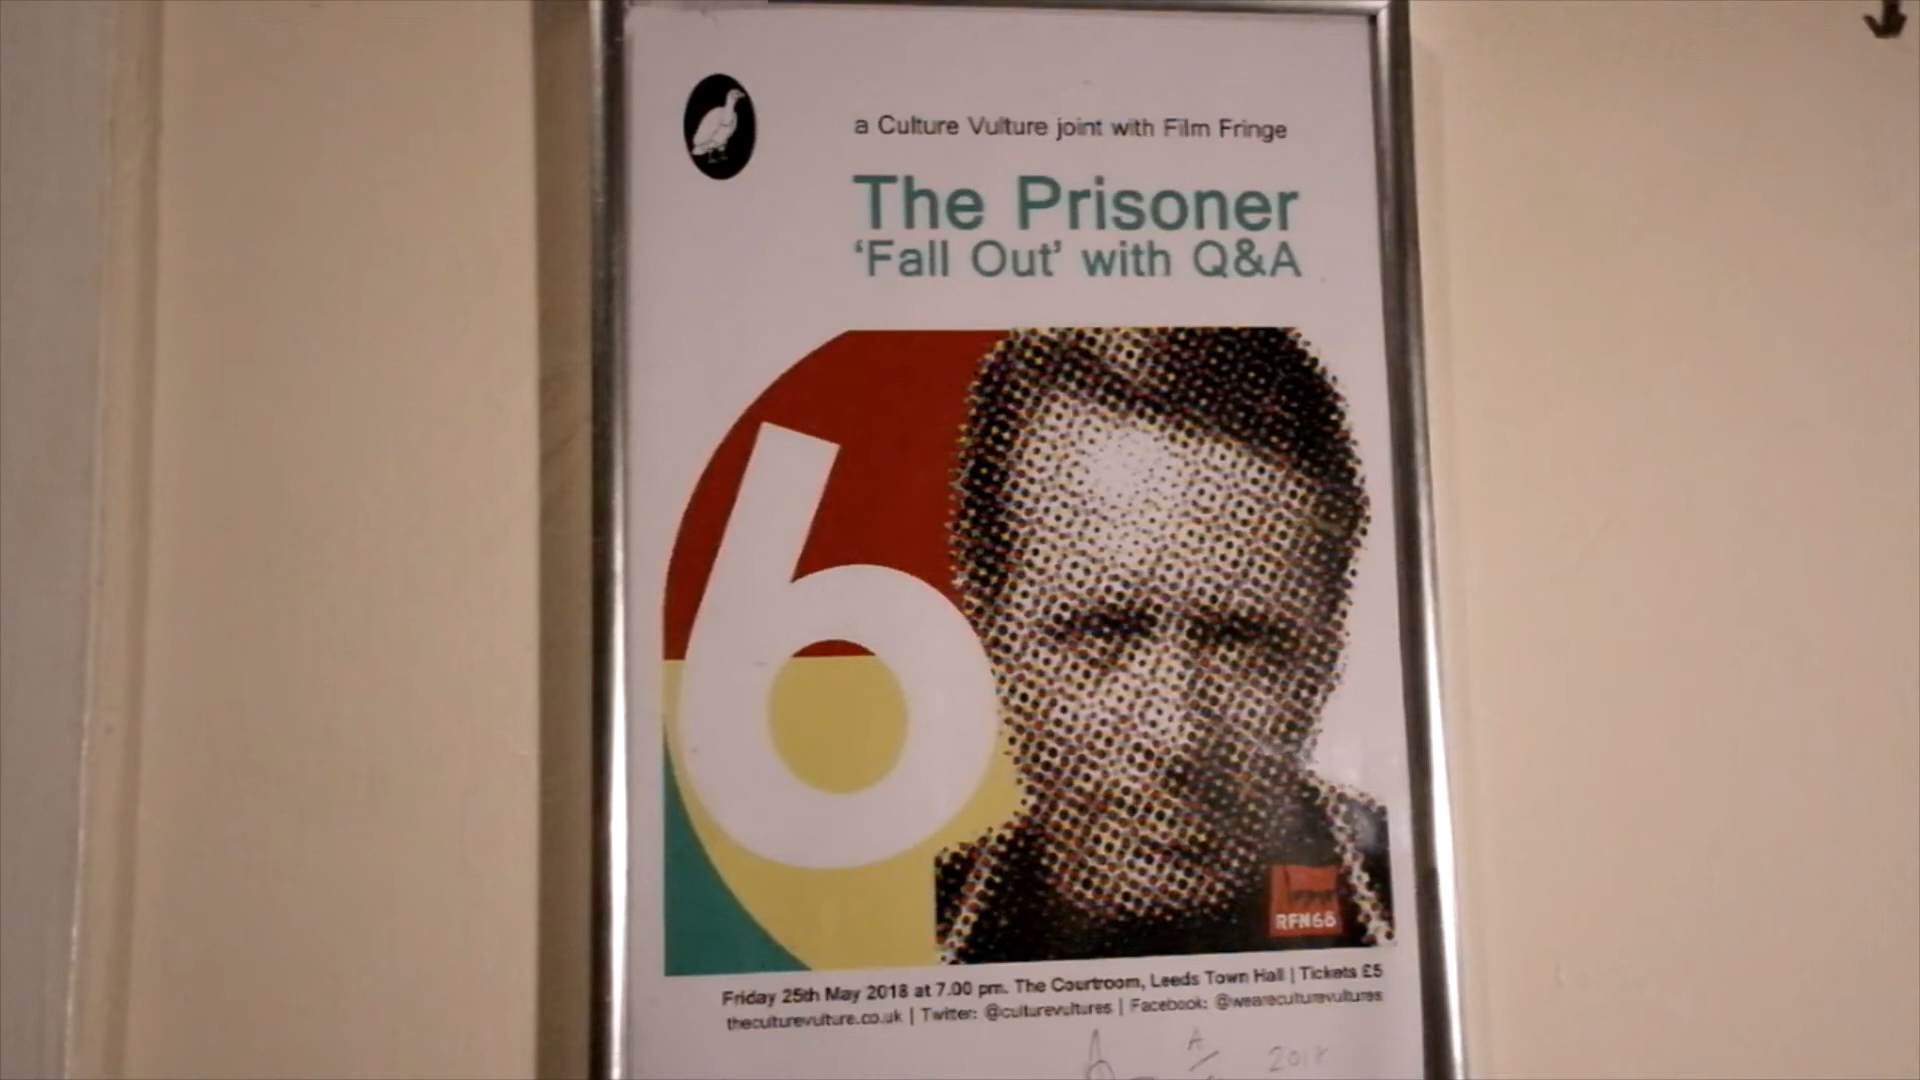 a Culture Vulture joint with Film Fringe
The Prisoner
‘Fall Out’ with Q&A
6
RFN66
Friday 25th May 2018 at 7.00 pm. The Courtroom, Leeds Town Hall | Tickets £5
theculturevulture.co.uk | Twitter: @culturevultures | Facebook: @weareculturevultures
2018